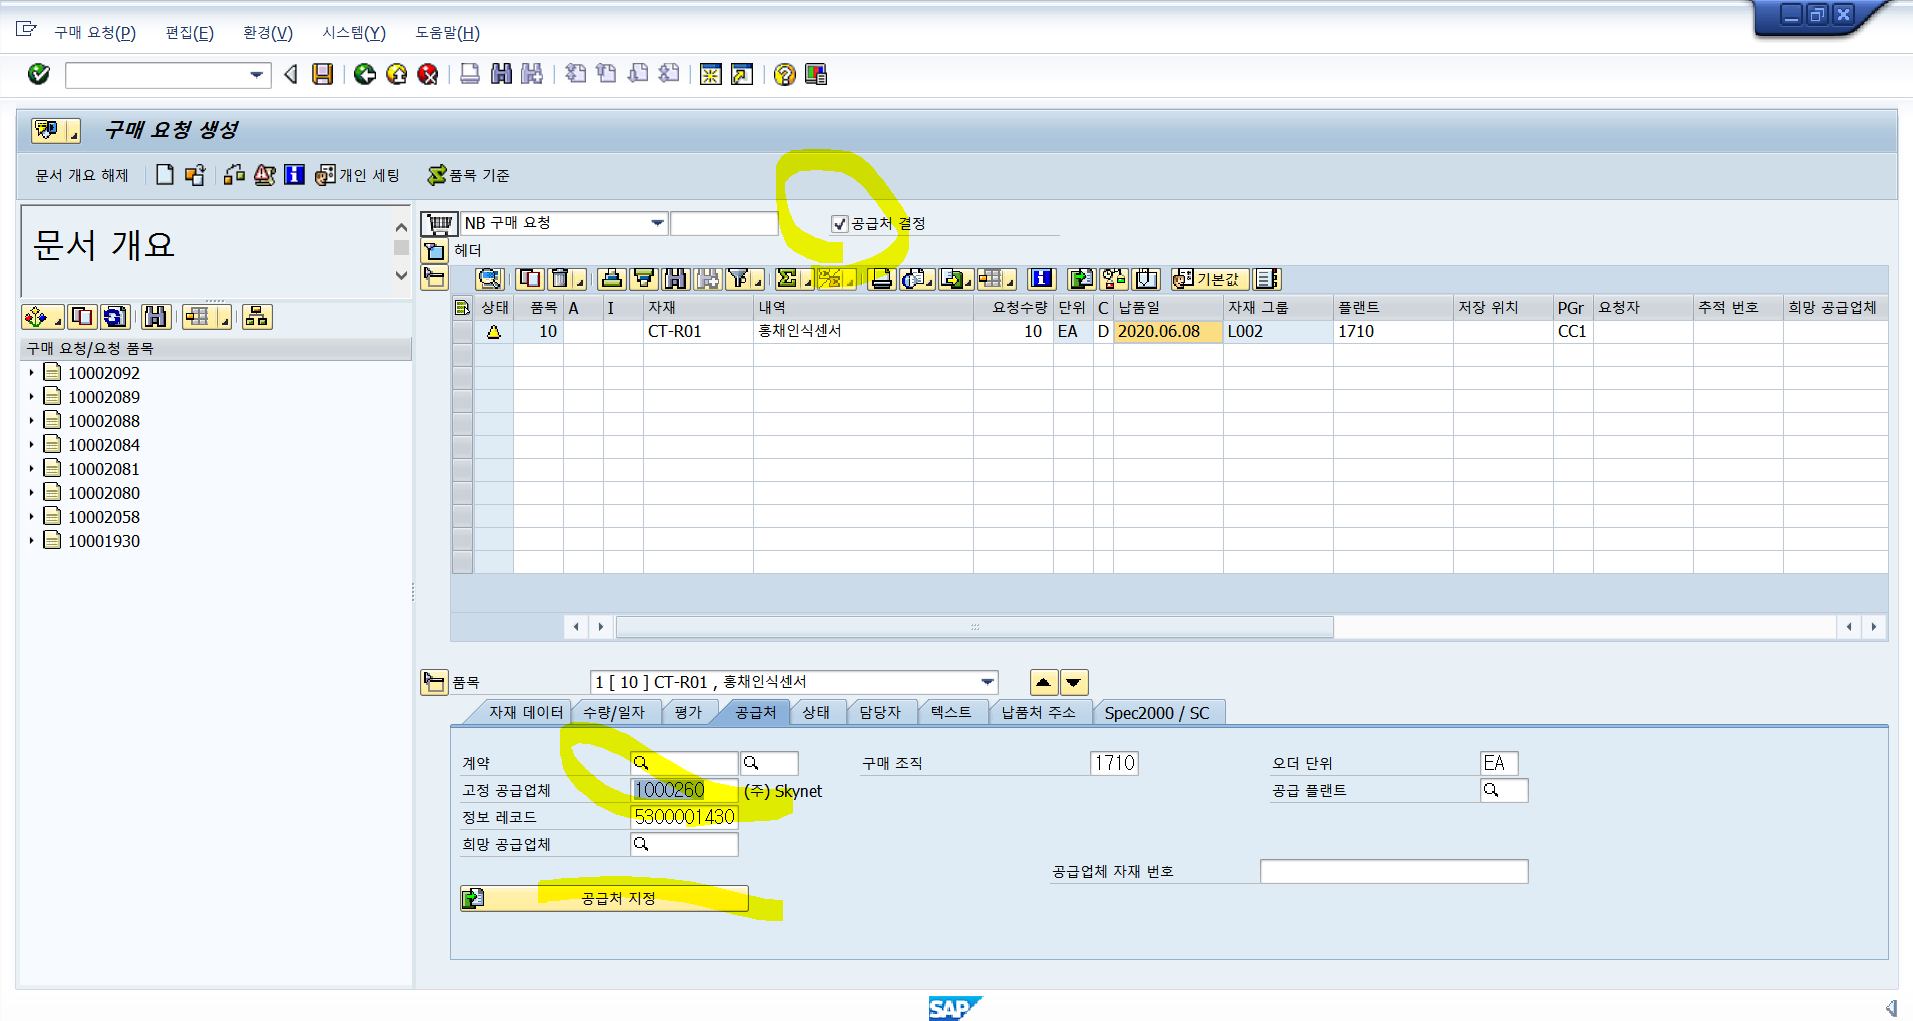 구매 요청(P) 편집(E) 환경(V) 시스템(Y) 도움말(H)
구매 요청 생성
문서 개요 해제 개인 세팅 품목 기준
문서 개요
NB 구매 요청 공급처 결정
헤더
기본값
상태 품목 A I 자재 내역 요청수량 단위 C 납품일 자재 그룹 플랜트 저장 위치 PGr 요청자 추적 번호 희망 공급업체
10 CT-R01 홍채인식센서 10 EA D 2020.06.08 L002 1710 CC1
구매 요청/요청 품목
10002092
10002089
10002088
10002084
10002081
10002080
10002058
10001930
품목 1 [ 10 ] CT-R01 , 홍채인식센서
자재 데이터 수량/일자 평가 공급처 상태 담당자 텍스트 납품처 주소 Spec2000 / SC
계약 구매 조직 1710 오더 단위 EA
고정 공급업체 1000260 (주) Skynet 공급 플랜트
정보 레코드 5300001430
희망 공급업체
공급업체 자재 번호
공급처 지정
SAP